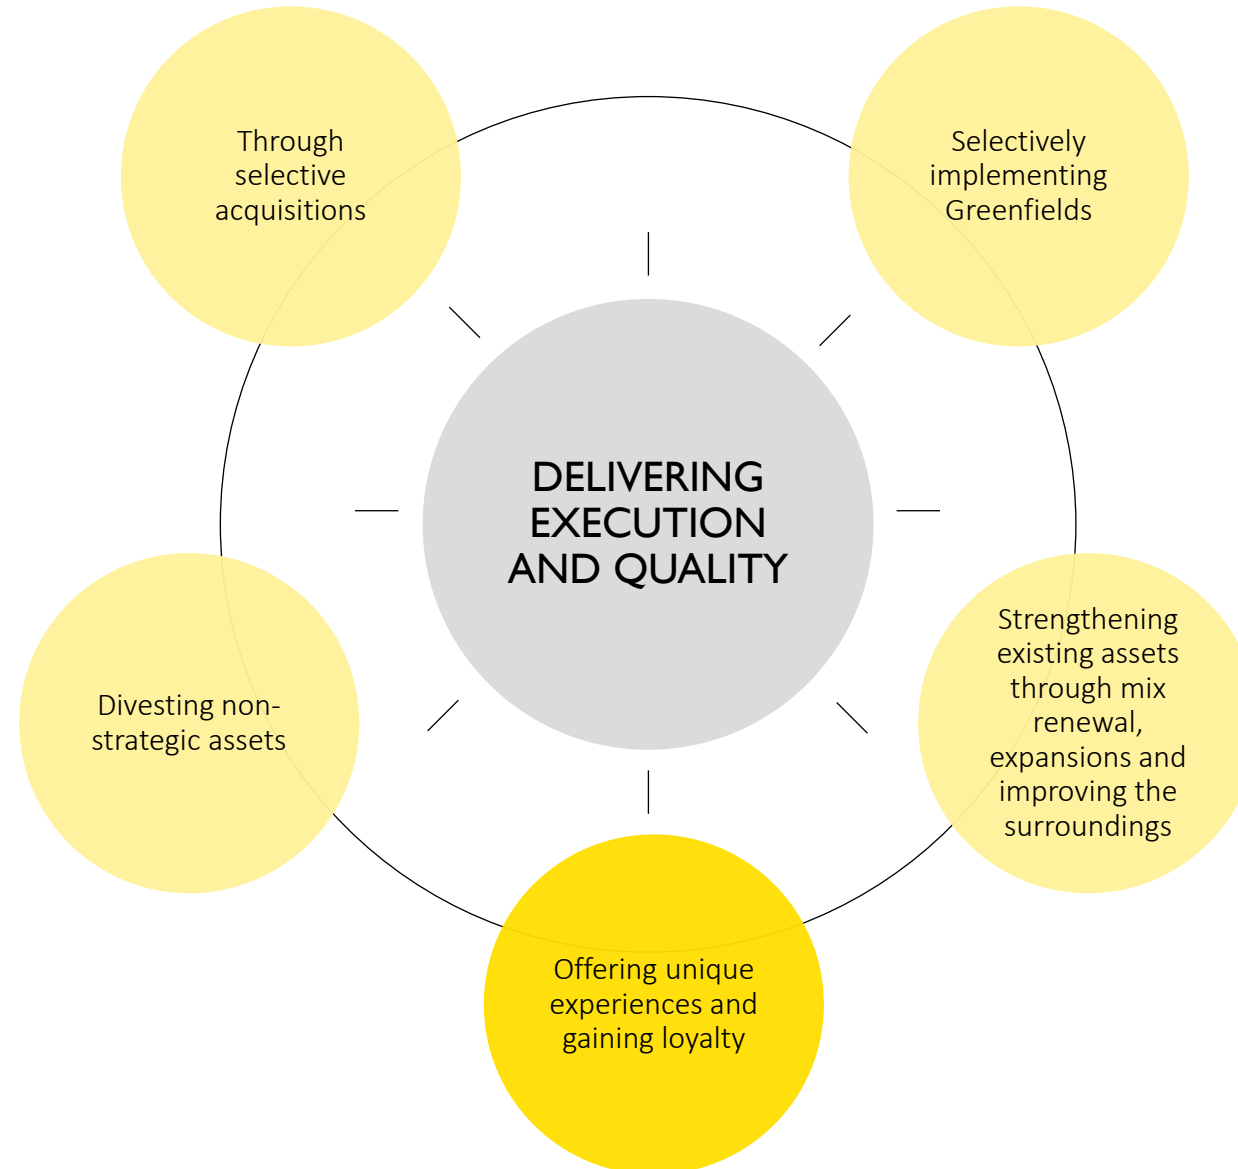 Through
selective
acquisitions
Selectively
implementing
Greenfields
DELIVERING
EXECUTION
AND QUALITY
Strengthening
existing assets
through mix
renewal,
expansions and
improving the
surroundings
Divesting non-
strategic assets
Offering unique
experiences and
gaining loyalty